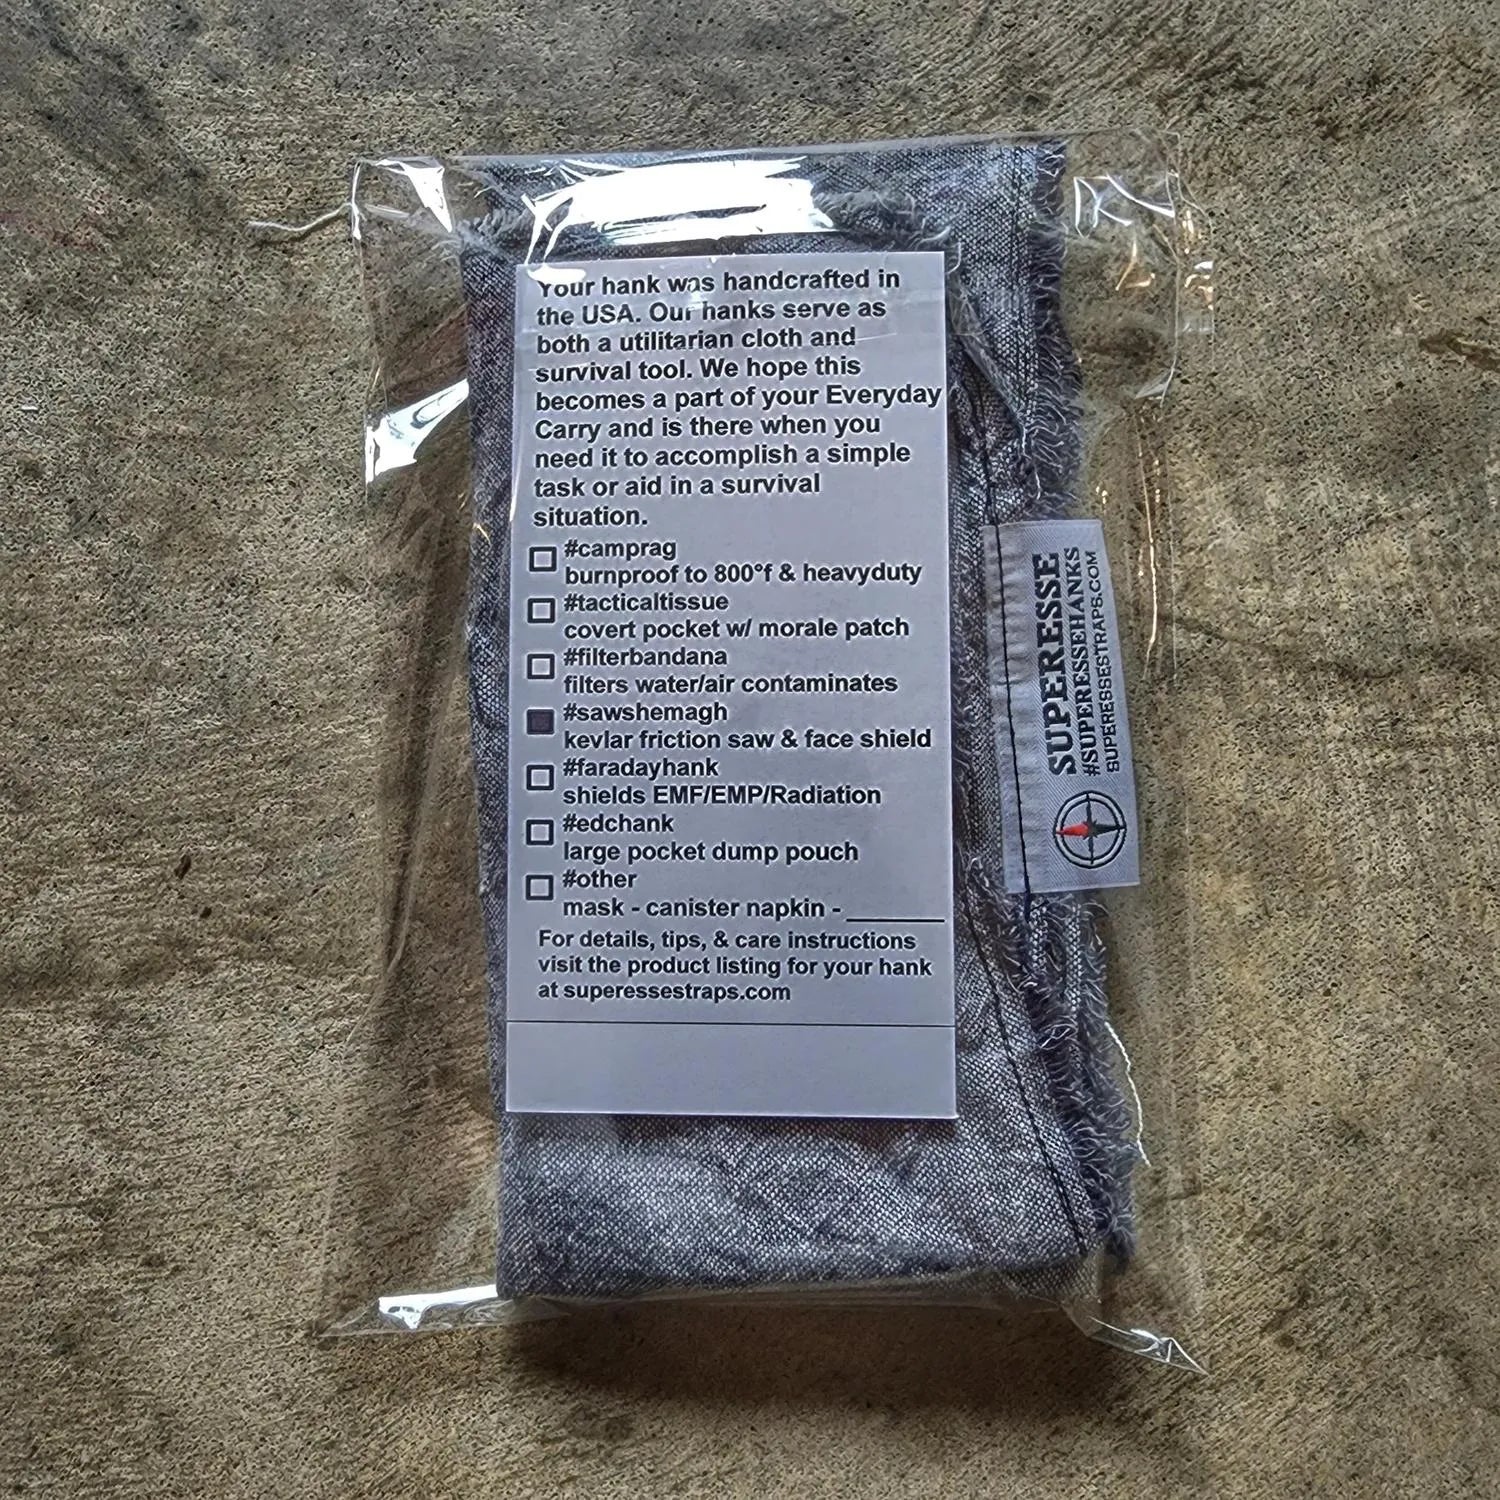 Your hank was handcrafted in
the USA. Our hanks serve as
both a utilitarian cloth and
survival tool. We hope this
becomes a part of your Everyday
Carry and is there when you
need it to accomplish a simple
task or aid in a survival
situation.
#camprag
burnproof to 800°f & heavyduty
#tacticaltissue
covert pocket w/ morale patch
#filterbandana
filters water/air contaminates
#sawshemagh
kevlar friction saw & face shield
#faradayhank
shields EMF/EMP/Radiation
#edchank
large pocket dump pouch
#other
mask - canister napkin - ________
For details, tips, & care instructions
visit the product listing for your hank
at superessestraps.com
SUPERESSE
#SUPERESSEHANKS
SUPERESSESTRAPS.COM